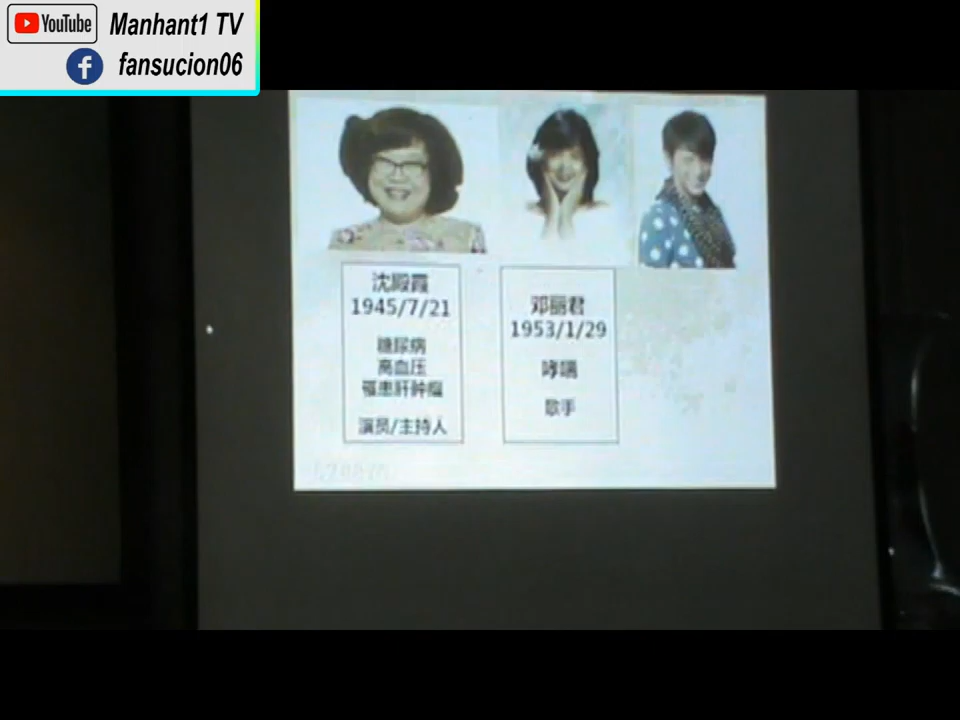 YouTube
Manhant1 TV
fansucion06
沈殿霞
1945/7/21
糖尿病
高血压
罹患肝肿瘤
演员/主持人
邓丽君
1953/1/29
哮喘
歌手